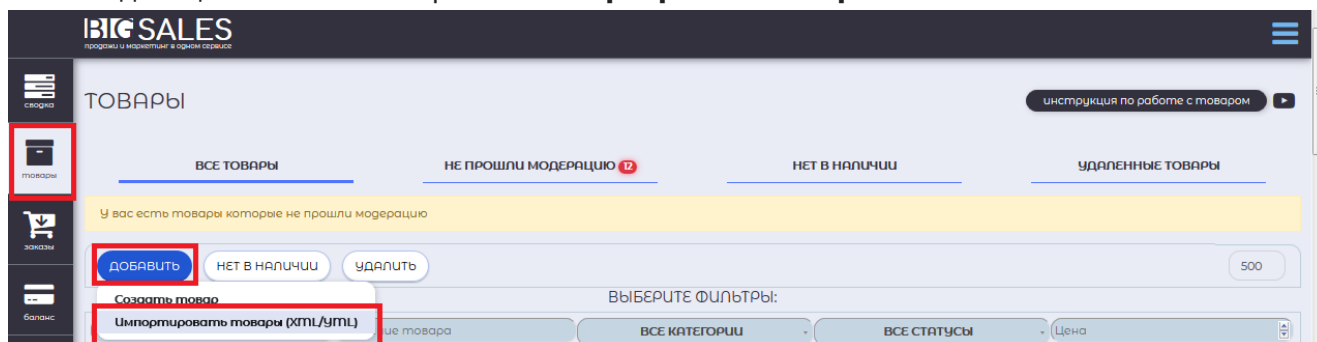 BIG SALES
продажи и маркетинг в одном сервисе
сводка
ТОВАРЫ
инструкция по работе с товаром
товары
ВСЕ ТОВАРЫ
НЕ ПРОШЛИ МОДЕРАЦИЮ 12
НЕТ В НАЛИЧИИ
УДАЛЕННЫЕ ТОВАРЫ
У вас есть товары которые не прошли модерацию
заказы
ДОБАВИТЬ
НЕТ В НАЛИЧИИ
УДАЛИТЬ
500
баланс
Создать товар
ВЫБЕРИТЕ ФИЛЬТРЫ:
Импортировать товары (XML/YML)
товара
ВСЕ КАТЕГОРИИ
ВСЕ СТАТУСЫ
Цена